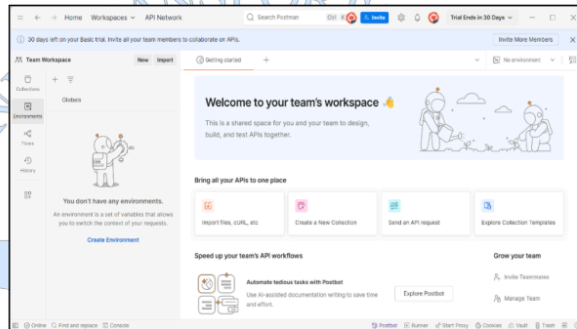 Home Workspaces API Network
Search Postman Ctrl K
Invite
Trial Ends in 30 Days
30 days left on your Basic trial. Invite all your team members to collaborate on APIs.
Invite More Members
Team Workspace
New Import
Getting started
No environment
Collections
Environments
Flows
History
Globals
You don't have any environments.
An environment is a set of variables that allows
you to switch the context of your requests.
Create Environment
Welcome to your team's workspace 👋
This is a shared space for you and your team to design,
build, and test APIs together.
Bring all your APIs to one place
Import files, cURL, etc
Create a New Collection
Send an API request
Explore Collection Templates
Speed up your team's API workflows
Automate tedious tasks with Postbot
Use AI-assisted documentation writing to save time
and effort.
Explore Postbot
Grow your team
Invite Teammates
Manage Team
Online Find and replace Console
Postbot Runner Start Proxy Cookies Vault Trash